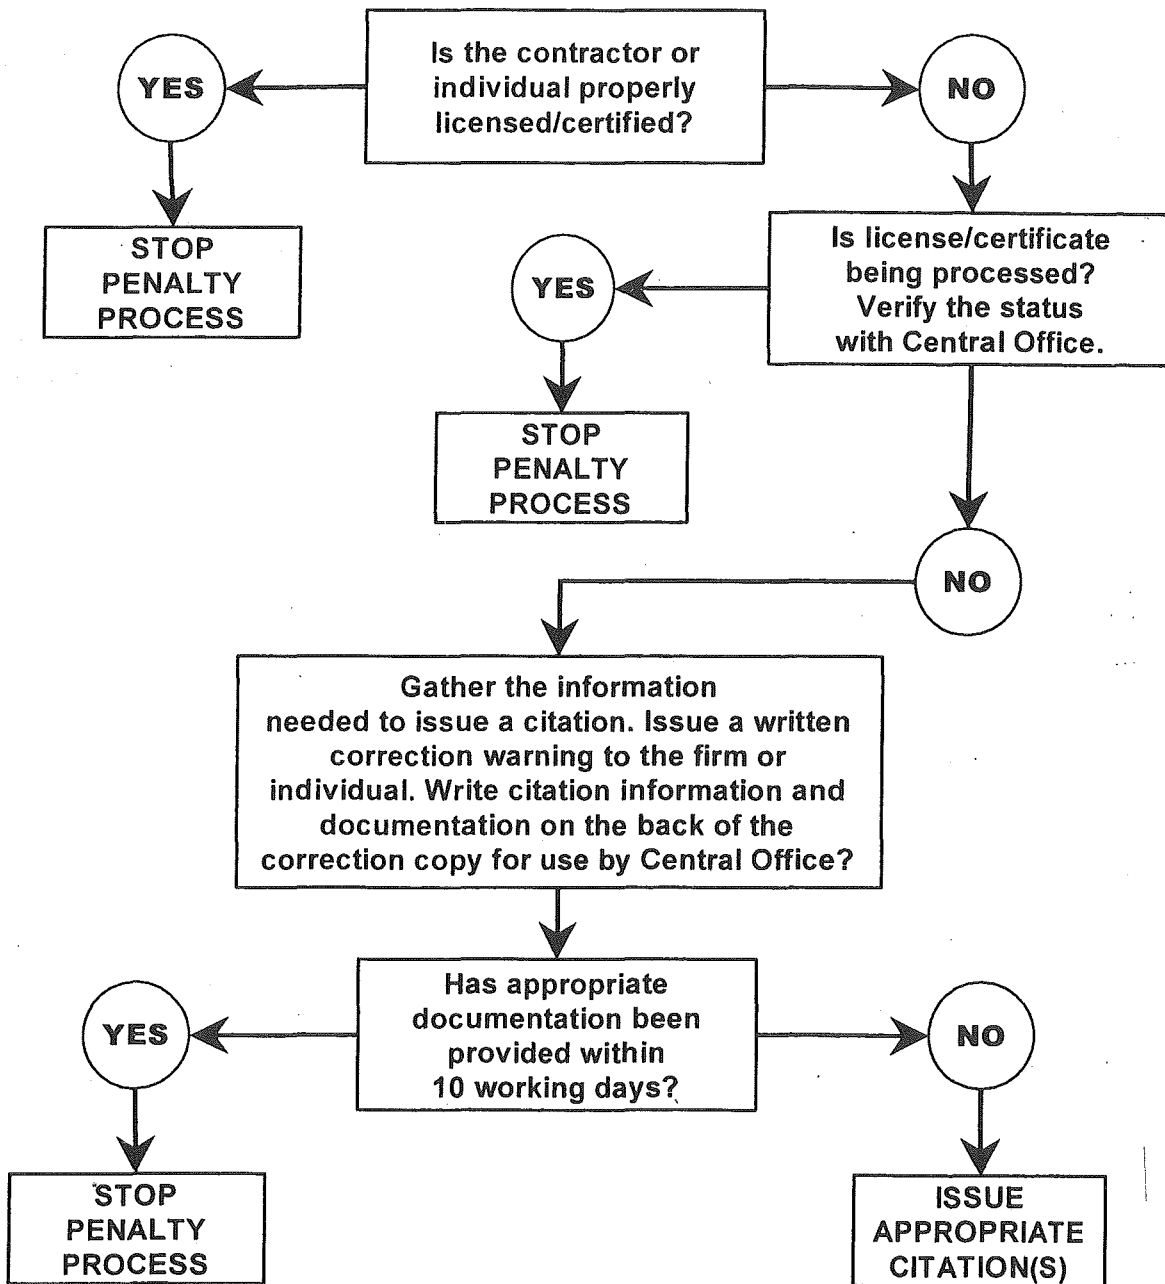 Is the contractor or
individual properly
licensed/certified?
YES
NO
STOP
PENALTY
PROCESS
Is license/certificate
being processed?
Verify the status
with Central Office.
YES
STOP
PENALTY
PROCESS
NO
Gather the information
needed to issue a citation. Issue a written
correction warning to the firm or
individual. Write citation information and
documentation on the back of the
correction copy for use by Central Office?
Has appropriate
documentation been
provided within
10 working days?
YES
NO
STOP
PENALTY
PROCESS
ISSUE
APPROPRIATE
CITATION(S)